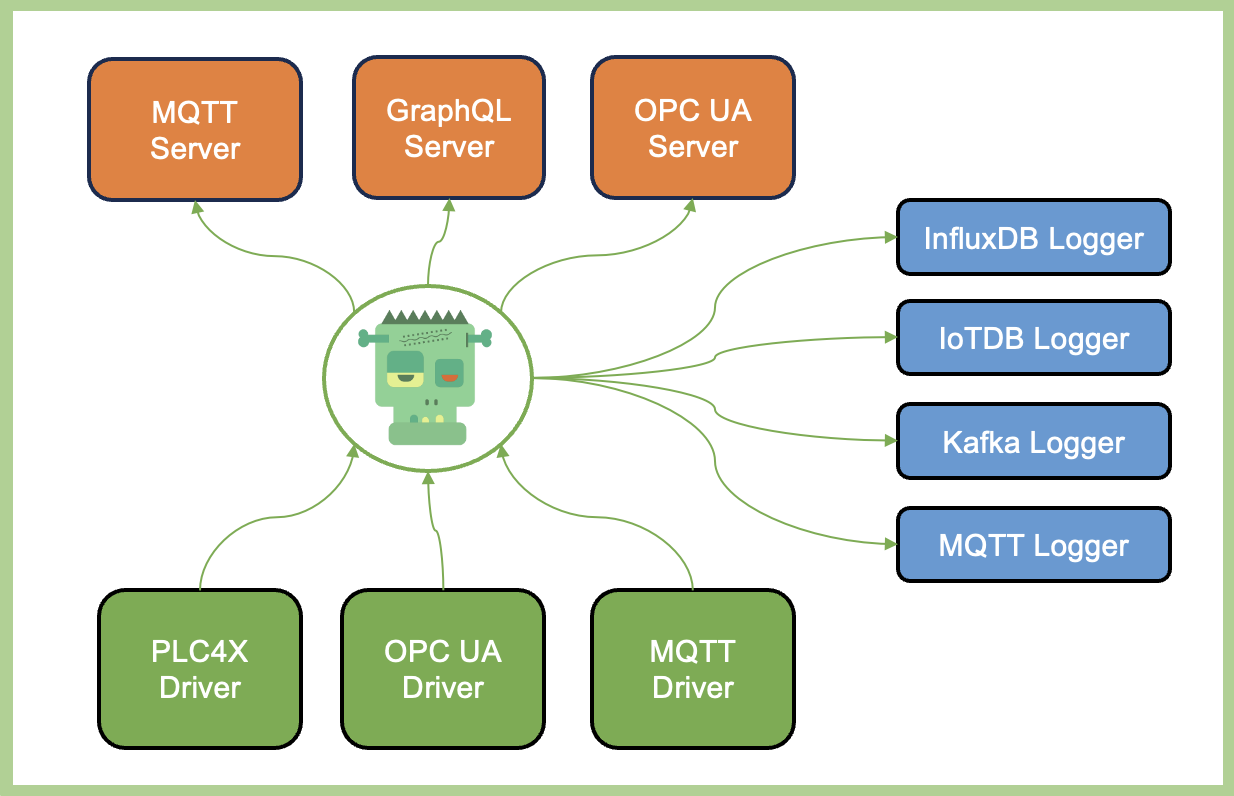 MQTT
Server
GraphQL
Server
OPC UA
Server
InfluxDB Logger
IoTDB Logger
Kafka Logger
MQTT Logger
PLC4X
Driver
OPC UA
Driver
MQTT
Driver